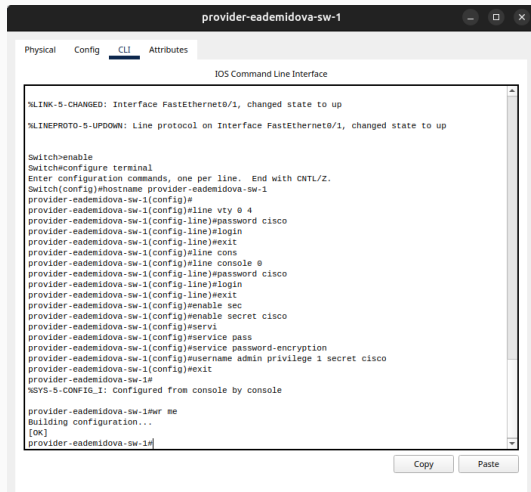 provider-eademidova-sw-1
Physical Config CLI Attributes
IOS Command Line Interface
%LINK-5-CHANGED: Interface FastEthernet0/1, changed state to up
%LINEPROTO-5-UPDOWN: Line protocol on Interface FastEthernet0/1, changed state to up
Switch>enable
Switch#configure terminal
Enter configuration commands, one per line. End with CNTL/Z.
Switch(config)#hostname provider-eademidova-sw-1
provider-eademidova-sw-1(config)#
provider-eademidova-sw-1(config)#line vty 0 4
provider-eademidova-sw-1(config-line)#password cisco
provider-eademidova-sw-1(config-line)#login
provider-eademidova-sw-1(config-line)#exit
provider-eademidova-sw-1(config)#line cons
provider-eademidova-sw-1(config)#line console 0
provider-eademidova-sw-1(config-line)#password cisco
provider-eademidova-sw-1(config-line)#login
provider-eademidova-sw-1(config-line)#exit
provider-eademidova-sw-1(config)#enable sec
provider-eademidova-sw-1(config)#enable secret cisco
provider-eademidova-sw-1(config)#servi
provider-eademidova-sw-1(config)#service pass
provider-eademidova-sw-1(config)#service password-encryption
provider-eademidova-sw-1(config)#username admin privilege 1 secret cisco
provider-eademidova-sw-1(config)#exit
provider-eademidova-sw-1#
%SYS-5-CONFIG_I: Configured from console by console
provider-eademidova-sw-1#wr me
Building configuration...
[OK]
provider-eademidova-sw-1#
Copy Paste